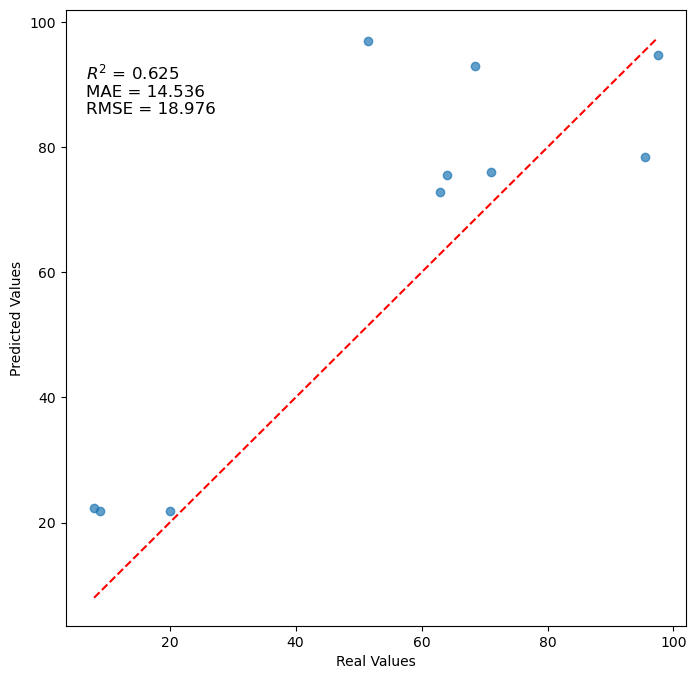 100
R² = 0.625
MAE = 14.536
RMSE = 18.976
80
60
40
20
Predicted Values
20 40 60 80 100
Real Values